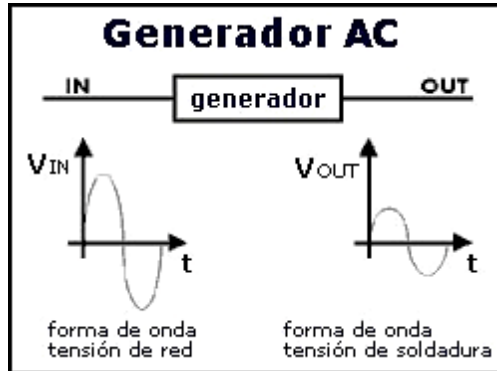 Generador AC
IN
generador
OUT
VIN
t
VOUT
t
forma de onda
tensión de red
forma de onda
tensión de soldadura